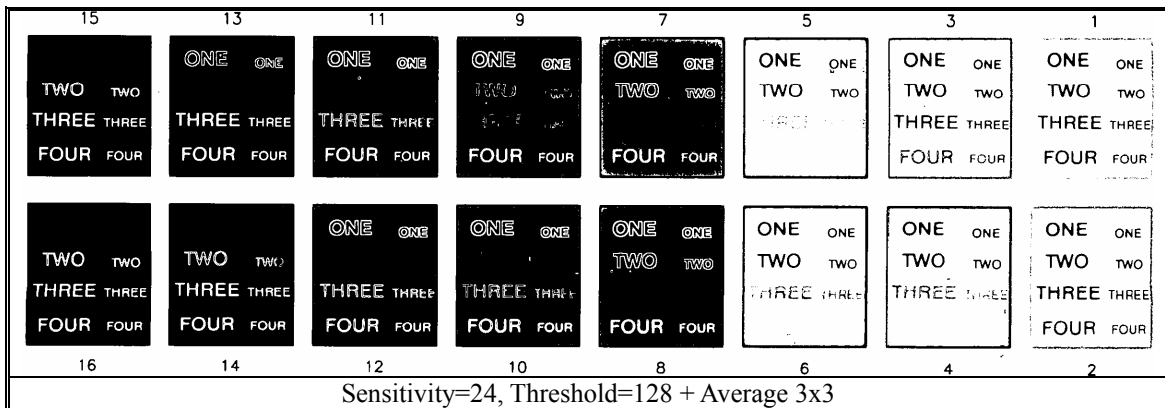 15 13 11 9 7 5 3 1
ONE ONE ONE ONE ONE ONE ONE ONE ONE ONE ONE ONE ONE ONE
TWO TWO TWO TWO TWO TWO TWO TWO TWO TWO TWO
THREE THREE THREE THREE THREE THREE THREE THREE THREE THREE
FOUR FOUR FOUR FOUR FOUR FOUR FOUR FOUR FOUR FOUR FOUR FOUR FOUR FOUR
ONE ONE ONE ONE ONE ONE ONE ONE ONE ONE ONE ONE
TWO TWO TWO TWO TWO TWO TWO TWO TWO TWO TWO TWO
THREE THREE THREE THREE THREE THREE THREE THREE THREE THREE THREE THREE THREE THREE
FOUR FOUR FOUR FOUR FOUR FOUR FOUR FOUR FOUR FOUR FOUR FOUR
16 14 12 10 8 6 4 2
Sensitivity=24, Threshold=128 + Average 3x3